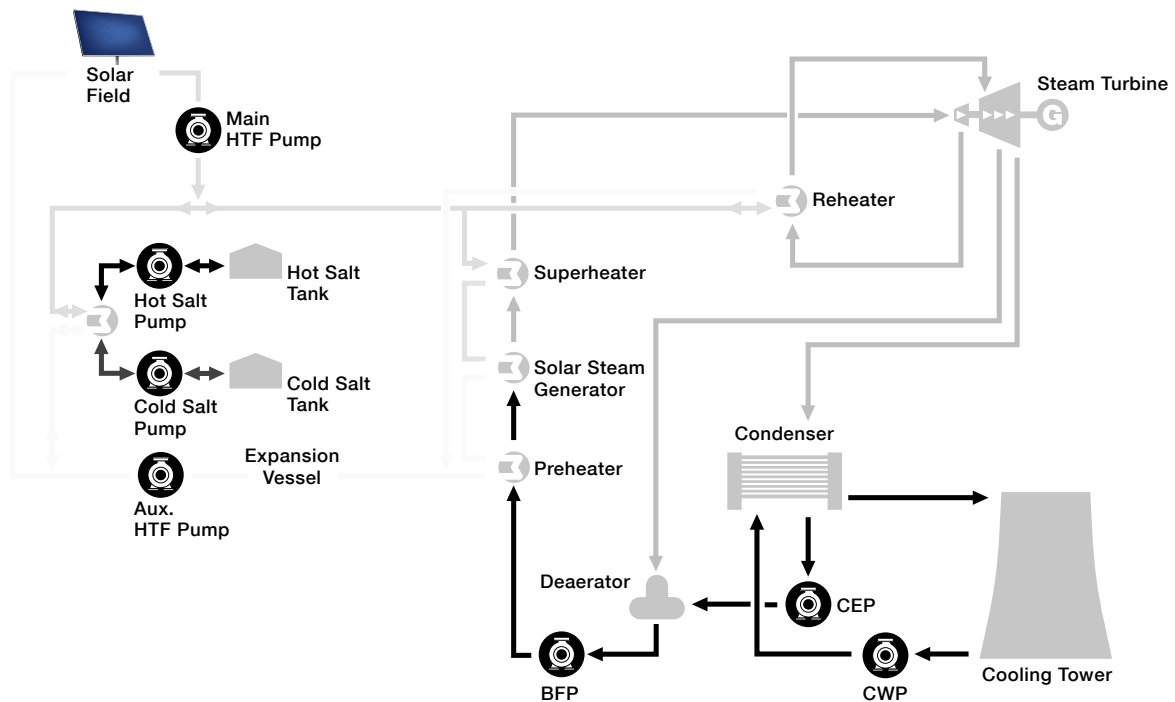 Solar
Field
Main
HTF Pump
Steam Turbine
G
Reheater
Hot Salt
Tank
Hot Salt
Pump
Superheater
Cold Salt
Tank
Cold Salt
Pump
Solar Steam
Generator
Expansion
Vessel
Preheater
Condenser
Aux.
HTF Pump
Deaerator
CEP
BFP
CWP
Cooling Tower